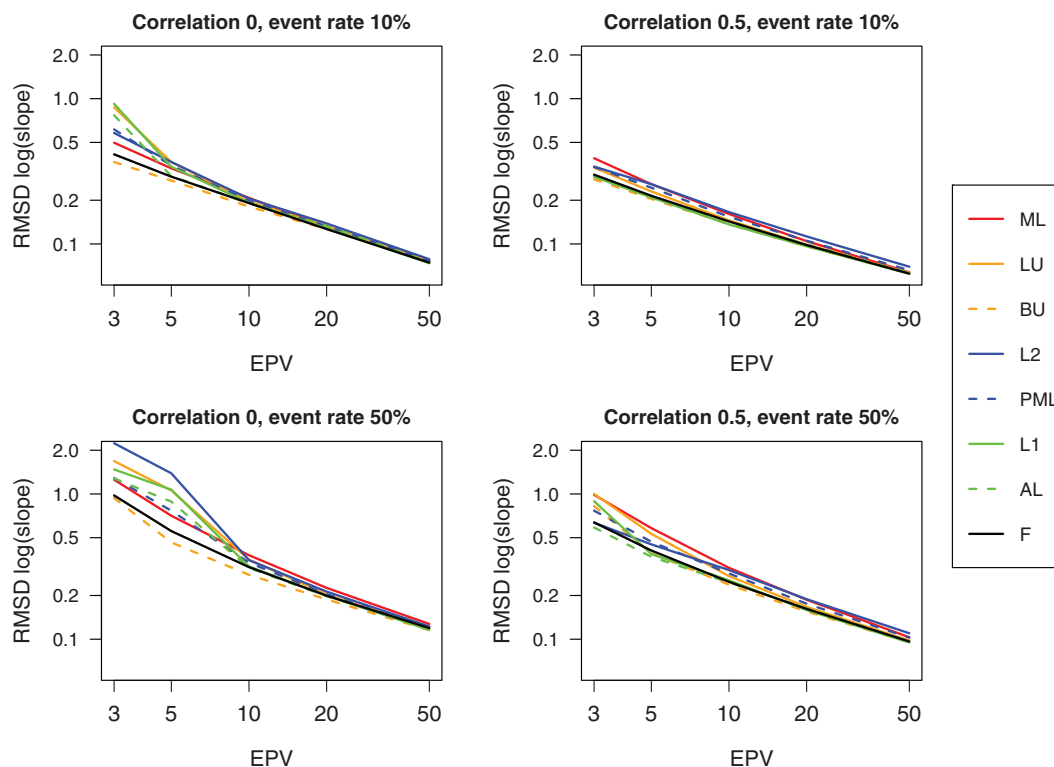 Correlation 0, event rate 10%
RMSD log(slope)
2.0
1.0
0.5
0.2
0.1
3 5 10 20 50
EPV
Correlation 0.5, event rate 10%
RMSD log(slope)
2.0
1.0
0.5
0.2
0.1
3 5 10 20 50
EPV
Correlation 0, event rate 50%
RMSD log(slope)
2.0
1.0
0.5
0.2
0.1
3 5 10 20 50
EPV
Correlation 0.5, event rate 50%
RMSD log(slope)
2.0
1.0
0.5
0.2
0.1
3 5 10 20 50
EPV
ML
LU
BU
L2
PML
L1
AL
F